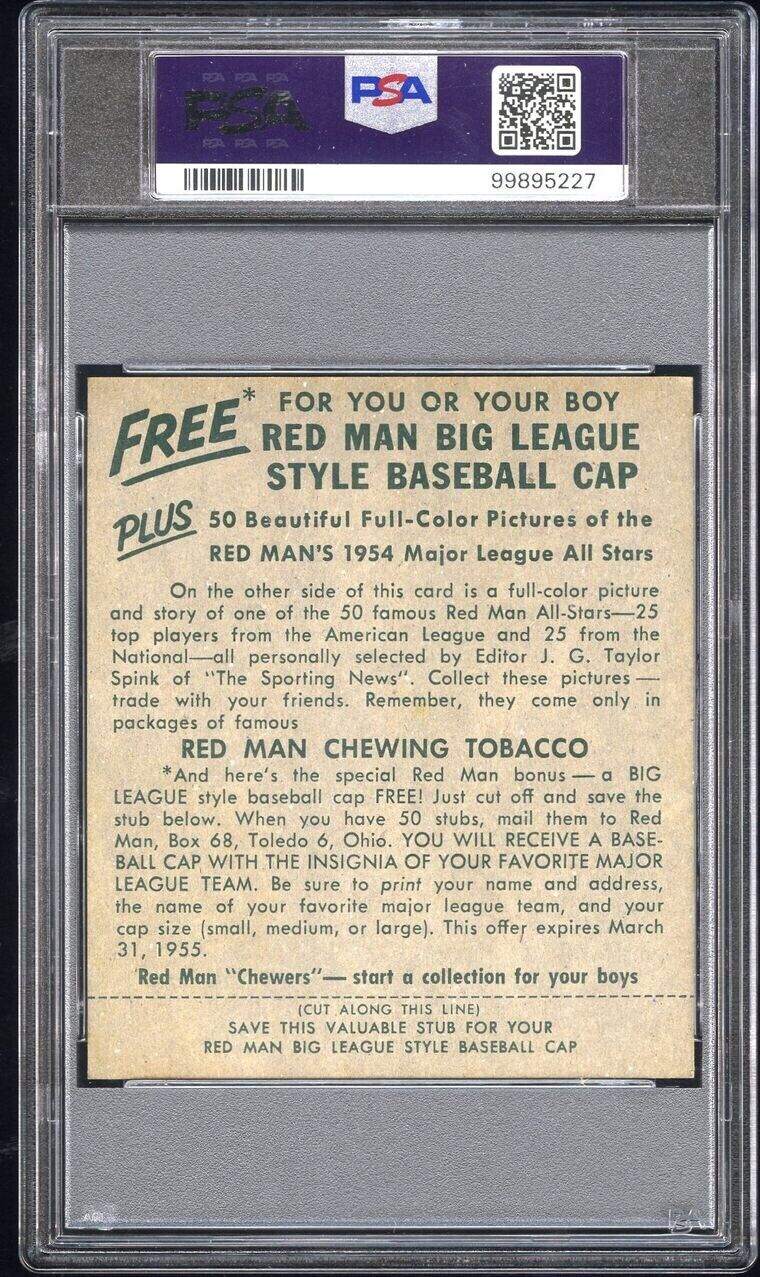 PSA PSA PSA
PSA
PSA PSA PSA
PSA
99895227
FREE* FOR YOU OR YOUR BOY
RED MAN BIG LEAGUE
STYLE BASEBALL CAP
PLUS 50 Beautiful Full-Color Pictures of the
RED MAN'S 1954 Major League All Stars
On the other side of this card is a full-color picture
and story of one of the 50 famous Red Man All-Stars—25
top players from the American League and 25 from the
National—all personally selected by Editor J. G. Taylor
Spink of "The Sporting News". Collect these pictures —
trade with your friends. Remember, they come only in
packages of famous
RED MAN CHEWING TOBACCO
*And here's the special Red Man bonus — a BIG
LEAGUE style baseball cap FREE! Just cut off and save the
stub below. When you have 50 stubs, mail them to Red
Man, Box 68, Toledo 6, Ohio. YOU WILL RECEIVE A BASE-
BALL CAP WITH THE INSIGNIA OF YOUR FAVORITE MAJOR
LEAGUE TEAM. Be sure to print your name and address,
the name of your favorite major league team, and your
cap size (small, medium, or large). This offer expires March
31, 1955.
Red Man "Chewers"— start a collection for your boys
(CUT ALONG THIS LINE)
SAVE THIS VALUABLE STUB FOR YOUR
RED MAN BIG LEAGUE STYLE BASEBALL CAP
PSA